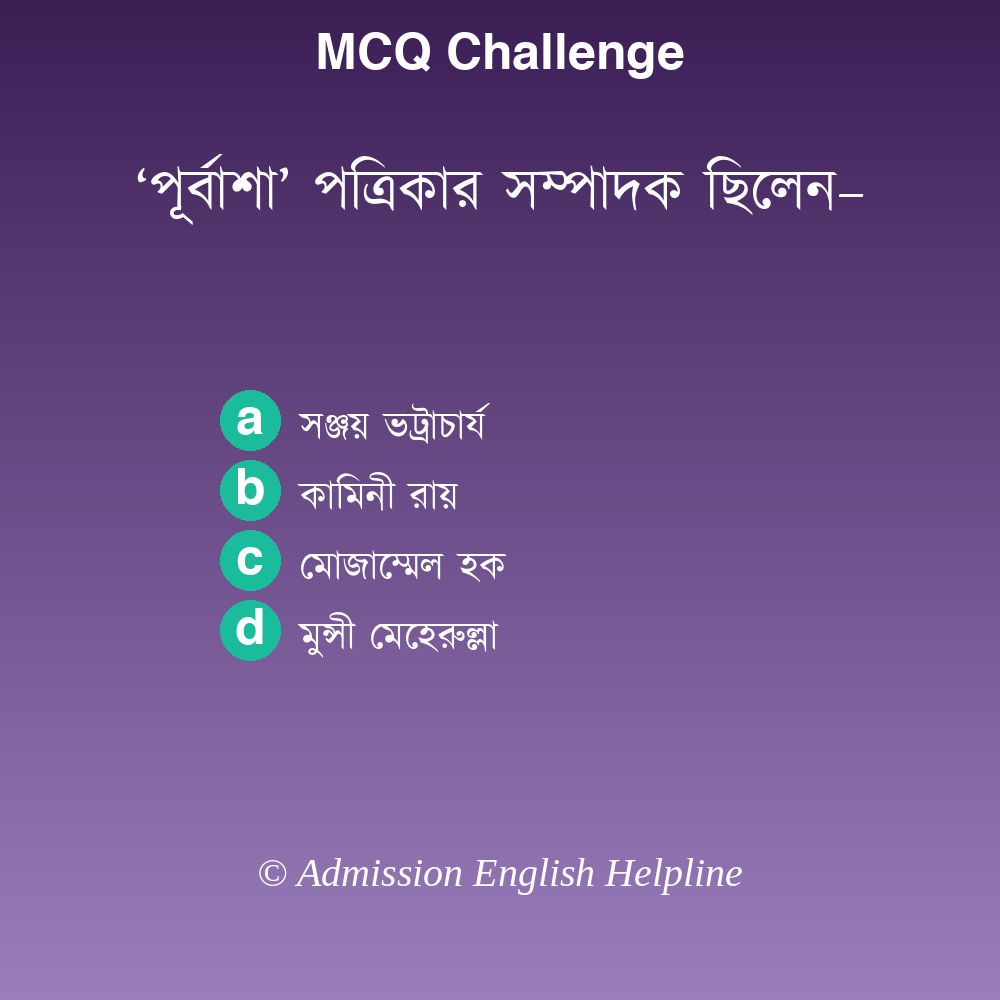 MCQ Challenge
‘পূর্বাশা’ পত্রিকার সম্পাদক ছিলেন–
a সঞ্জয় ভট্রাচার্য
b কামিনী রায়
c মোজাম্মেল হক
d মুন্সী মেহেরুল্লা
© Admission English Helpline